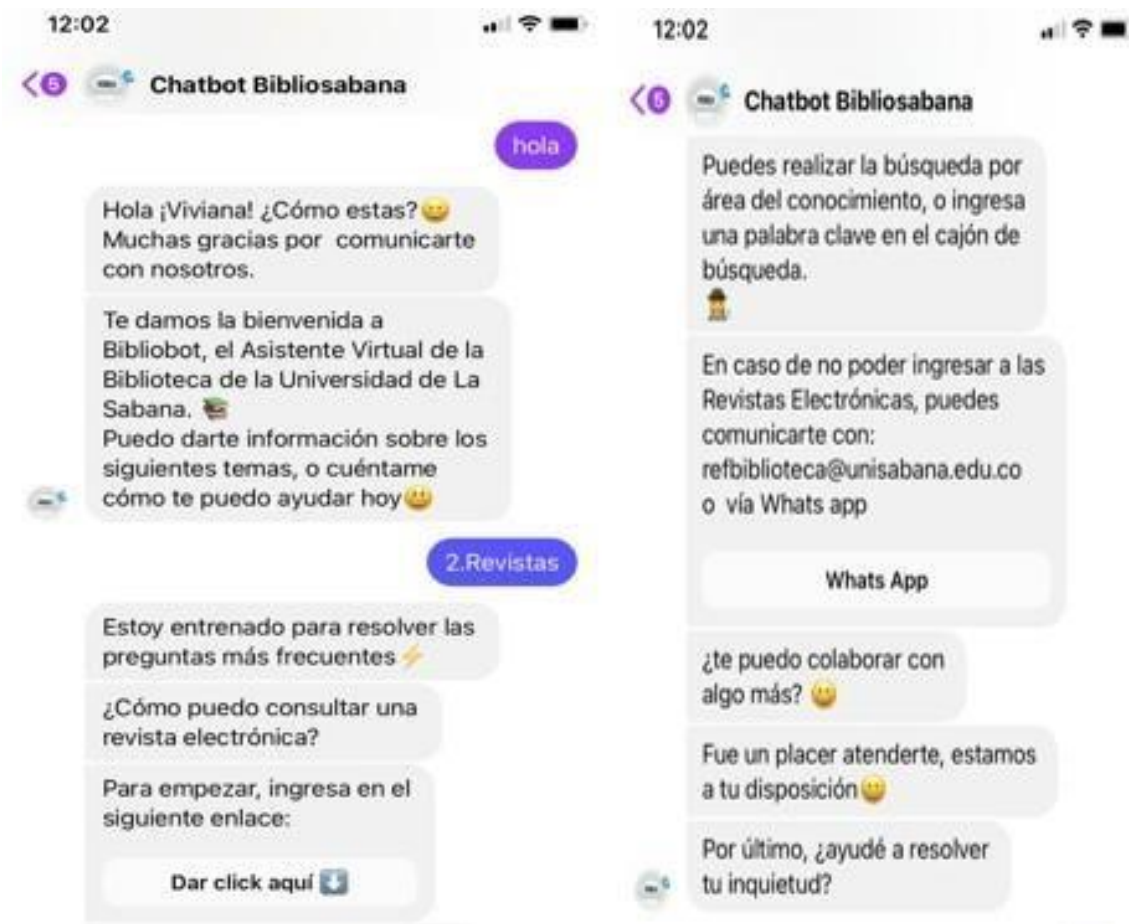 12:02
5
Chatbot Bibliosabana
hola
Hola ¡Viviana! ¿Cómo estas?😀
Muchas gracias por comunicarte
con nosotros.
Te damos la bienvenida a
Bibliobot, el Asistente Virtual de la
Biblioteca de la Universidad de La
Sabana. 📚
Puedo darte información sobre los
siguientes temas, o cuéntame
cómo te puedo ayudar hoy😃
2.Revistas
Estoy entrenado para resolver las
preguntas más frecuentes⚡
¿Cómo puedo consultar una
revista electrónica?
Para empezar, ingresa en el
siguiente enlace:
Dar click aquí ⬇️
12:02
5
Chatbot Bibliosabana
Puedes realizar la búsqueda por
área del conocimiento, o ingresa
una palabra clave en el cajón de
búsqueda.
En caso de no poder ingresar a las
Revistas Electrónicas, puedes
comunicarte con:
refbiblioteca@unisabana.edu.co
o vía Whats app
Whats App
¿te puedo colaborar con
algo más? 😃
Fue un placer atenderte, estamos
a tu disposición😃
Por último, ¿ayudé a resolver
tu inquietud?